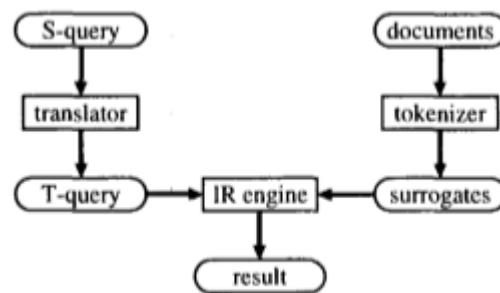 S-query
documents
translator
tokenizer
T-query
IR engine
surrogates
result